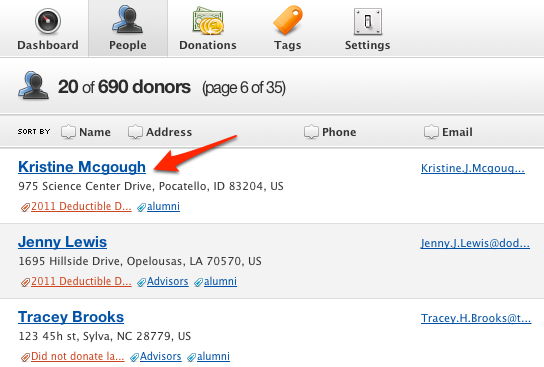 Dashboard People Donations Tags Settings
20 of 690 donors (page 6 of 35)
SORT BY Name Address Phone Email
Kristine Mcgough Kristine.J.Mcgoug...
975 Science Center Drive, Pocatello, ID 83204, US
2011 Deductible D... alumni
Jenny Lewis Jenny.J.Lewis@dod...
1695 Hillside Drive, Opelousas, LA 70570, US
2011 Deductible D... Advisors alumni
Tracey Brooks Tracey.H.Brooks@t...
123 45h st, Sylva, NC 28779, US
Did not donate la... Advisors alumni